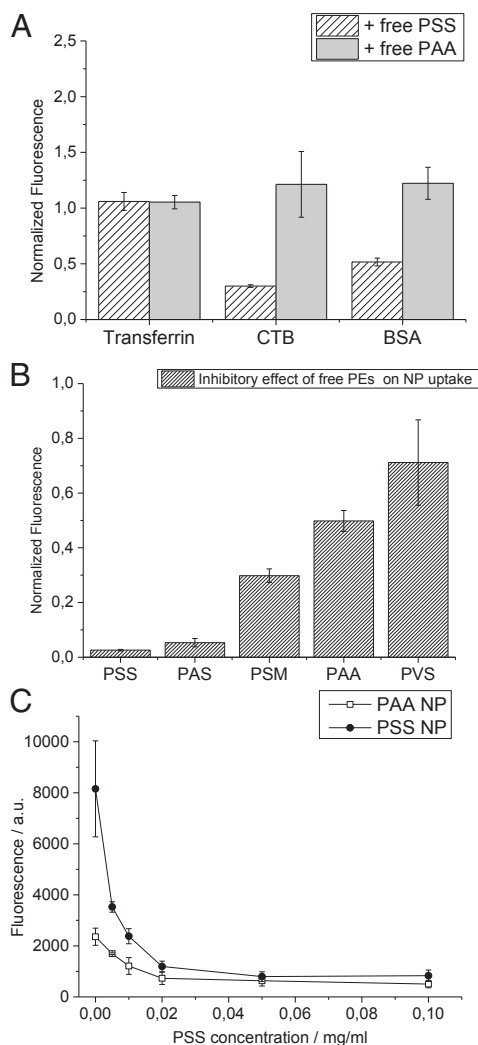 A
+ free PSS
+ free PAA
2,5
2,0
1,5
1,0
0,5
0,0
Normalized Fluorescence
Transferrin CTB BSA
B
Inhibitory effect of free PEs on NP uptake
1,0
0,8
0,6
0,4
0,2
0,0
Normalized Fluorescence
PSS PAS PSM PAA PVS
C
PAA NP
PSS NP
10000
8000
6000
4000
2000
0
Fluorescence / a.u.
0,00 0,02 0,04 0,06 0,08 0,10
PSS concentration / mg/ml